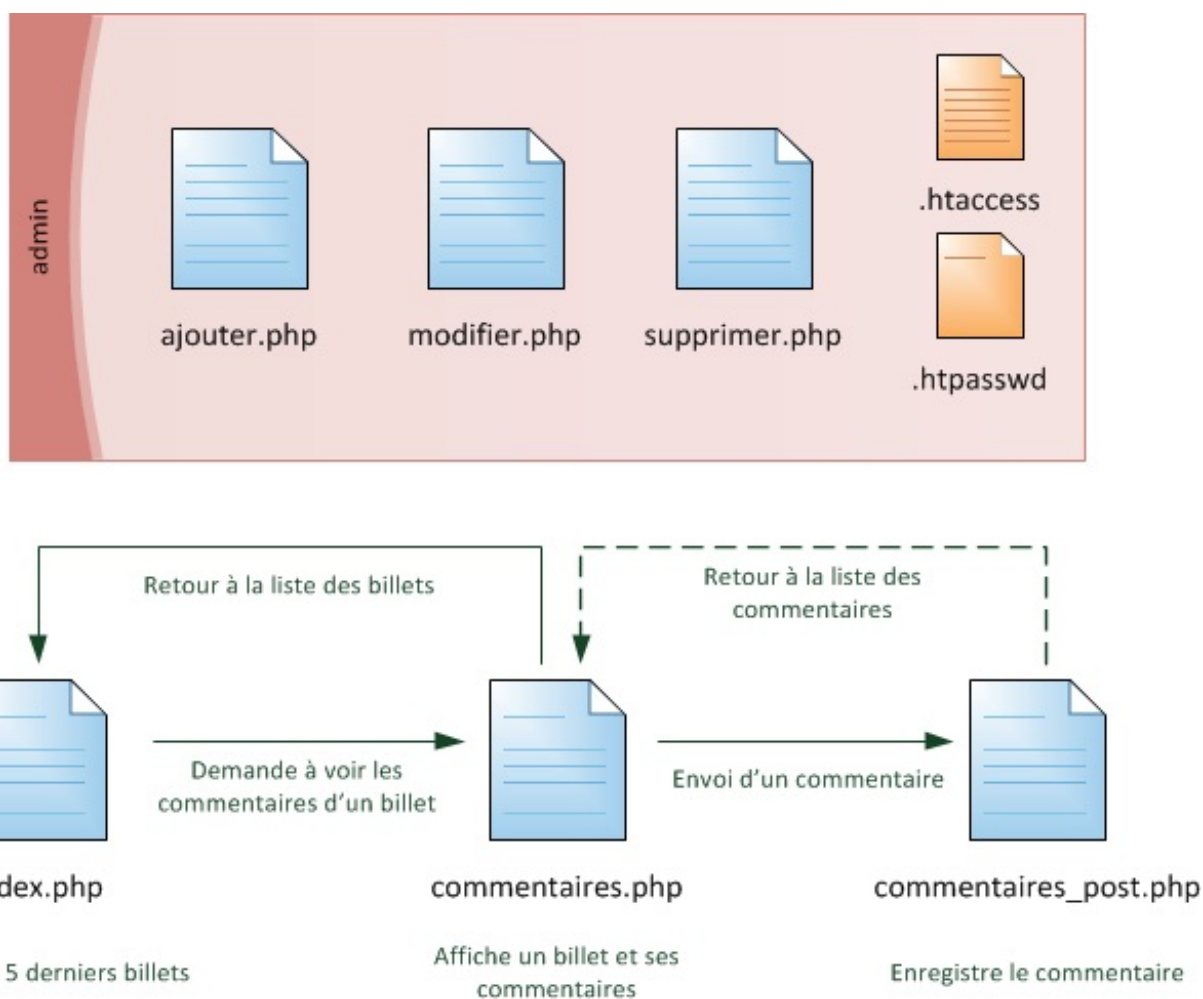 admin
.htaccess
ajouter.php
modifier.php
supprimer.php
.htpasswd
Retour à la liste des billets
Retour à la liste des
commentaires
Demande à voir les
commentaires d'un billet
Envoi d'un commentaire
dex.php
commentaires.php
commentaires_post.php
5 derniers billets
Affiche un billet et ses
commentaires
Enregistre le commentaire